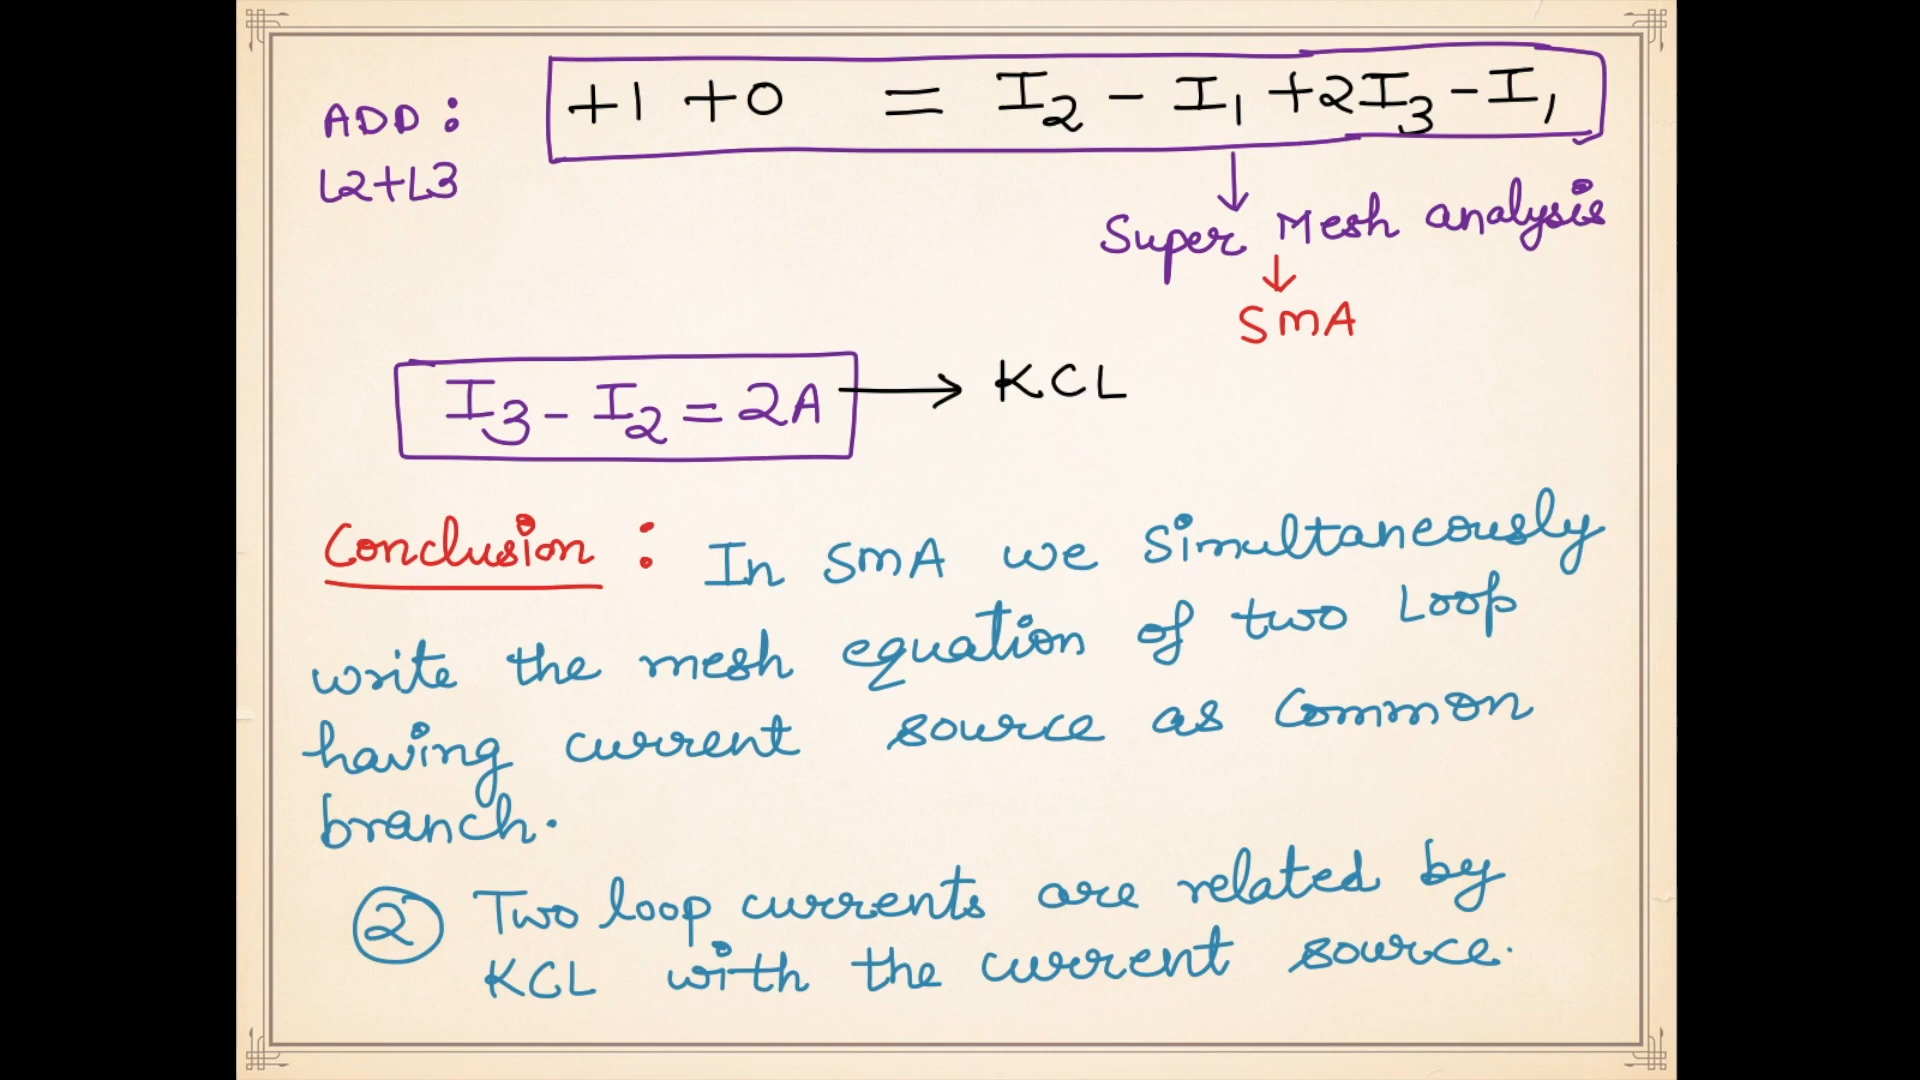 ADD : +1 +0 = I2 - I1 +2I3 - I1
L2+L3
Super Mesh analysis
SMA
I3 - I2 = 2A → KCL
Conclusion : In SMA we simultaneously
write the mesh equation of two Loop
having current source as common
branch.
2 Two loop currents are related by
KCL with the current source.